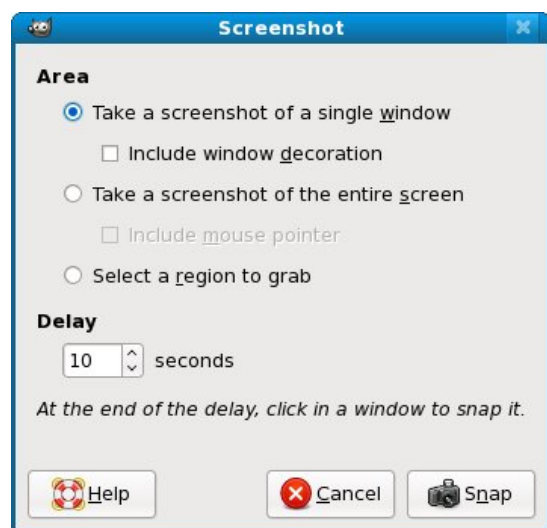 Screenshot
Area
Take a screenshot of a single window
Include window decoration
Take a screenshot of the entire screen
Include mouse pointer
Select a region to grab
Delay
10 seconds
At the end of the delay, click in a window to snap it.
Help Cancel Snap